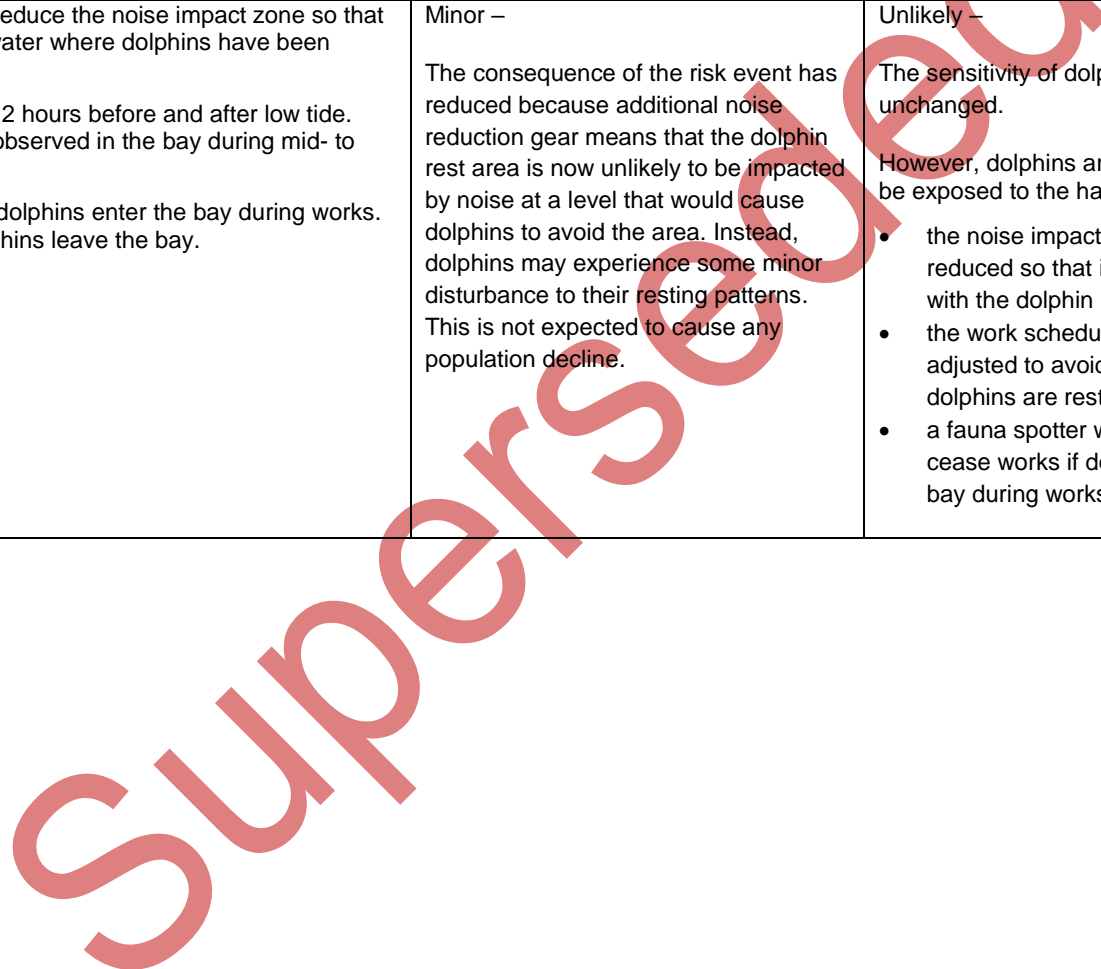 educe the noise impact zone so that
ater where dolphins have been
2 hours before and after low tide.
bserved in the bay during mid- to
dolphins enter the bay during works.
hins leave the bay.
Minor –
The consequence of the risk event has
reduced because additional noise
reduction gear means that the dolphin
rest area is now unlikely to be impacted
by noise at a level that would cause
dolphins to avoid the area. Instead,
dolphins may experience some minor
disturbance to their resting patterns.
This is not expected to cause any
population decline.
Unlikely –
The sensitivity of dolp
unchanged.
However, dolphins ar
be exposed to the ha
• the noise impact
reduced so that i
with the dolphin
• the work schedu
adjusted to avoid
dolphins are rest
• a fauna spotter w
cease works if do
bay during works
Superseded